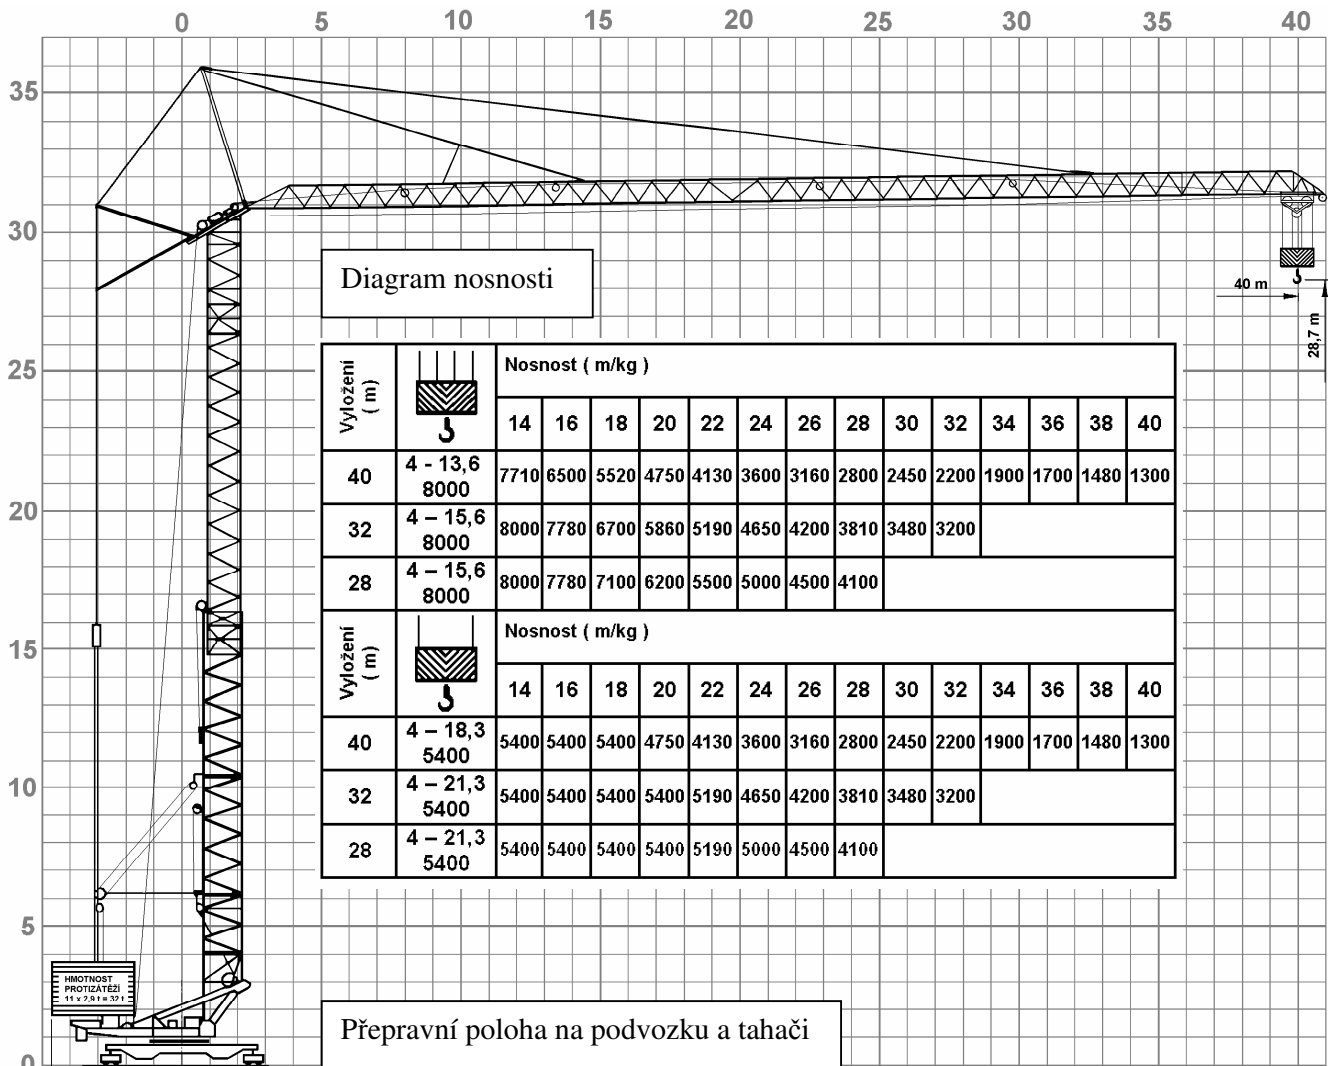 0 5 10 15 20 25 30 35 40
35
30
Diagram nosnosti
40 m
28,7 m
25
Vyložení ( m) Nosnost ( m/kg )
14 16 18 20 22 24 26 28 30 32 34 36 38 40
40 4 - 13,6 8000 7710 6500 5520 4750 4130 3600 3160 2800 2450 2200 1900 1700 1480 1300
20
32 4 – 15,6 8000 8000 7780 6700 5860 5190 4650 4200 3810 3480 3200
28 4 – 15,6 8000 8000 7780 7100 6200 5500 5000 4500 4100
15
Vyložení ( m) Nosnost ( m/kg )
14 16 18 20 22 24 26 28 30 32 34 36 38 40
40 4 – 18,3 5400 5400 5400 5400 4750 4130 3600 3160 2800 2450 2200 1900 1700 1480 1300
10
32 4 – 21,3 5400 5400 5400 5400 5400 5190 4650 4200 3810 3480 3200
28 4 – 21,3 5400 5400 5400 5400 5400 5190 5000 4500 4100
5
HMOTNOST
PROTIZÁTĚŽÍ
11 x 2,9 t = 32 t
Přepravní poloha na podvozku a tahači
0